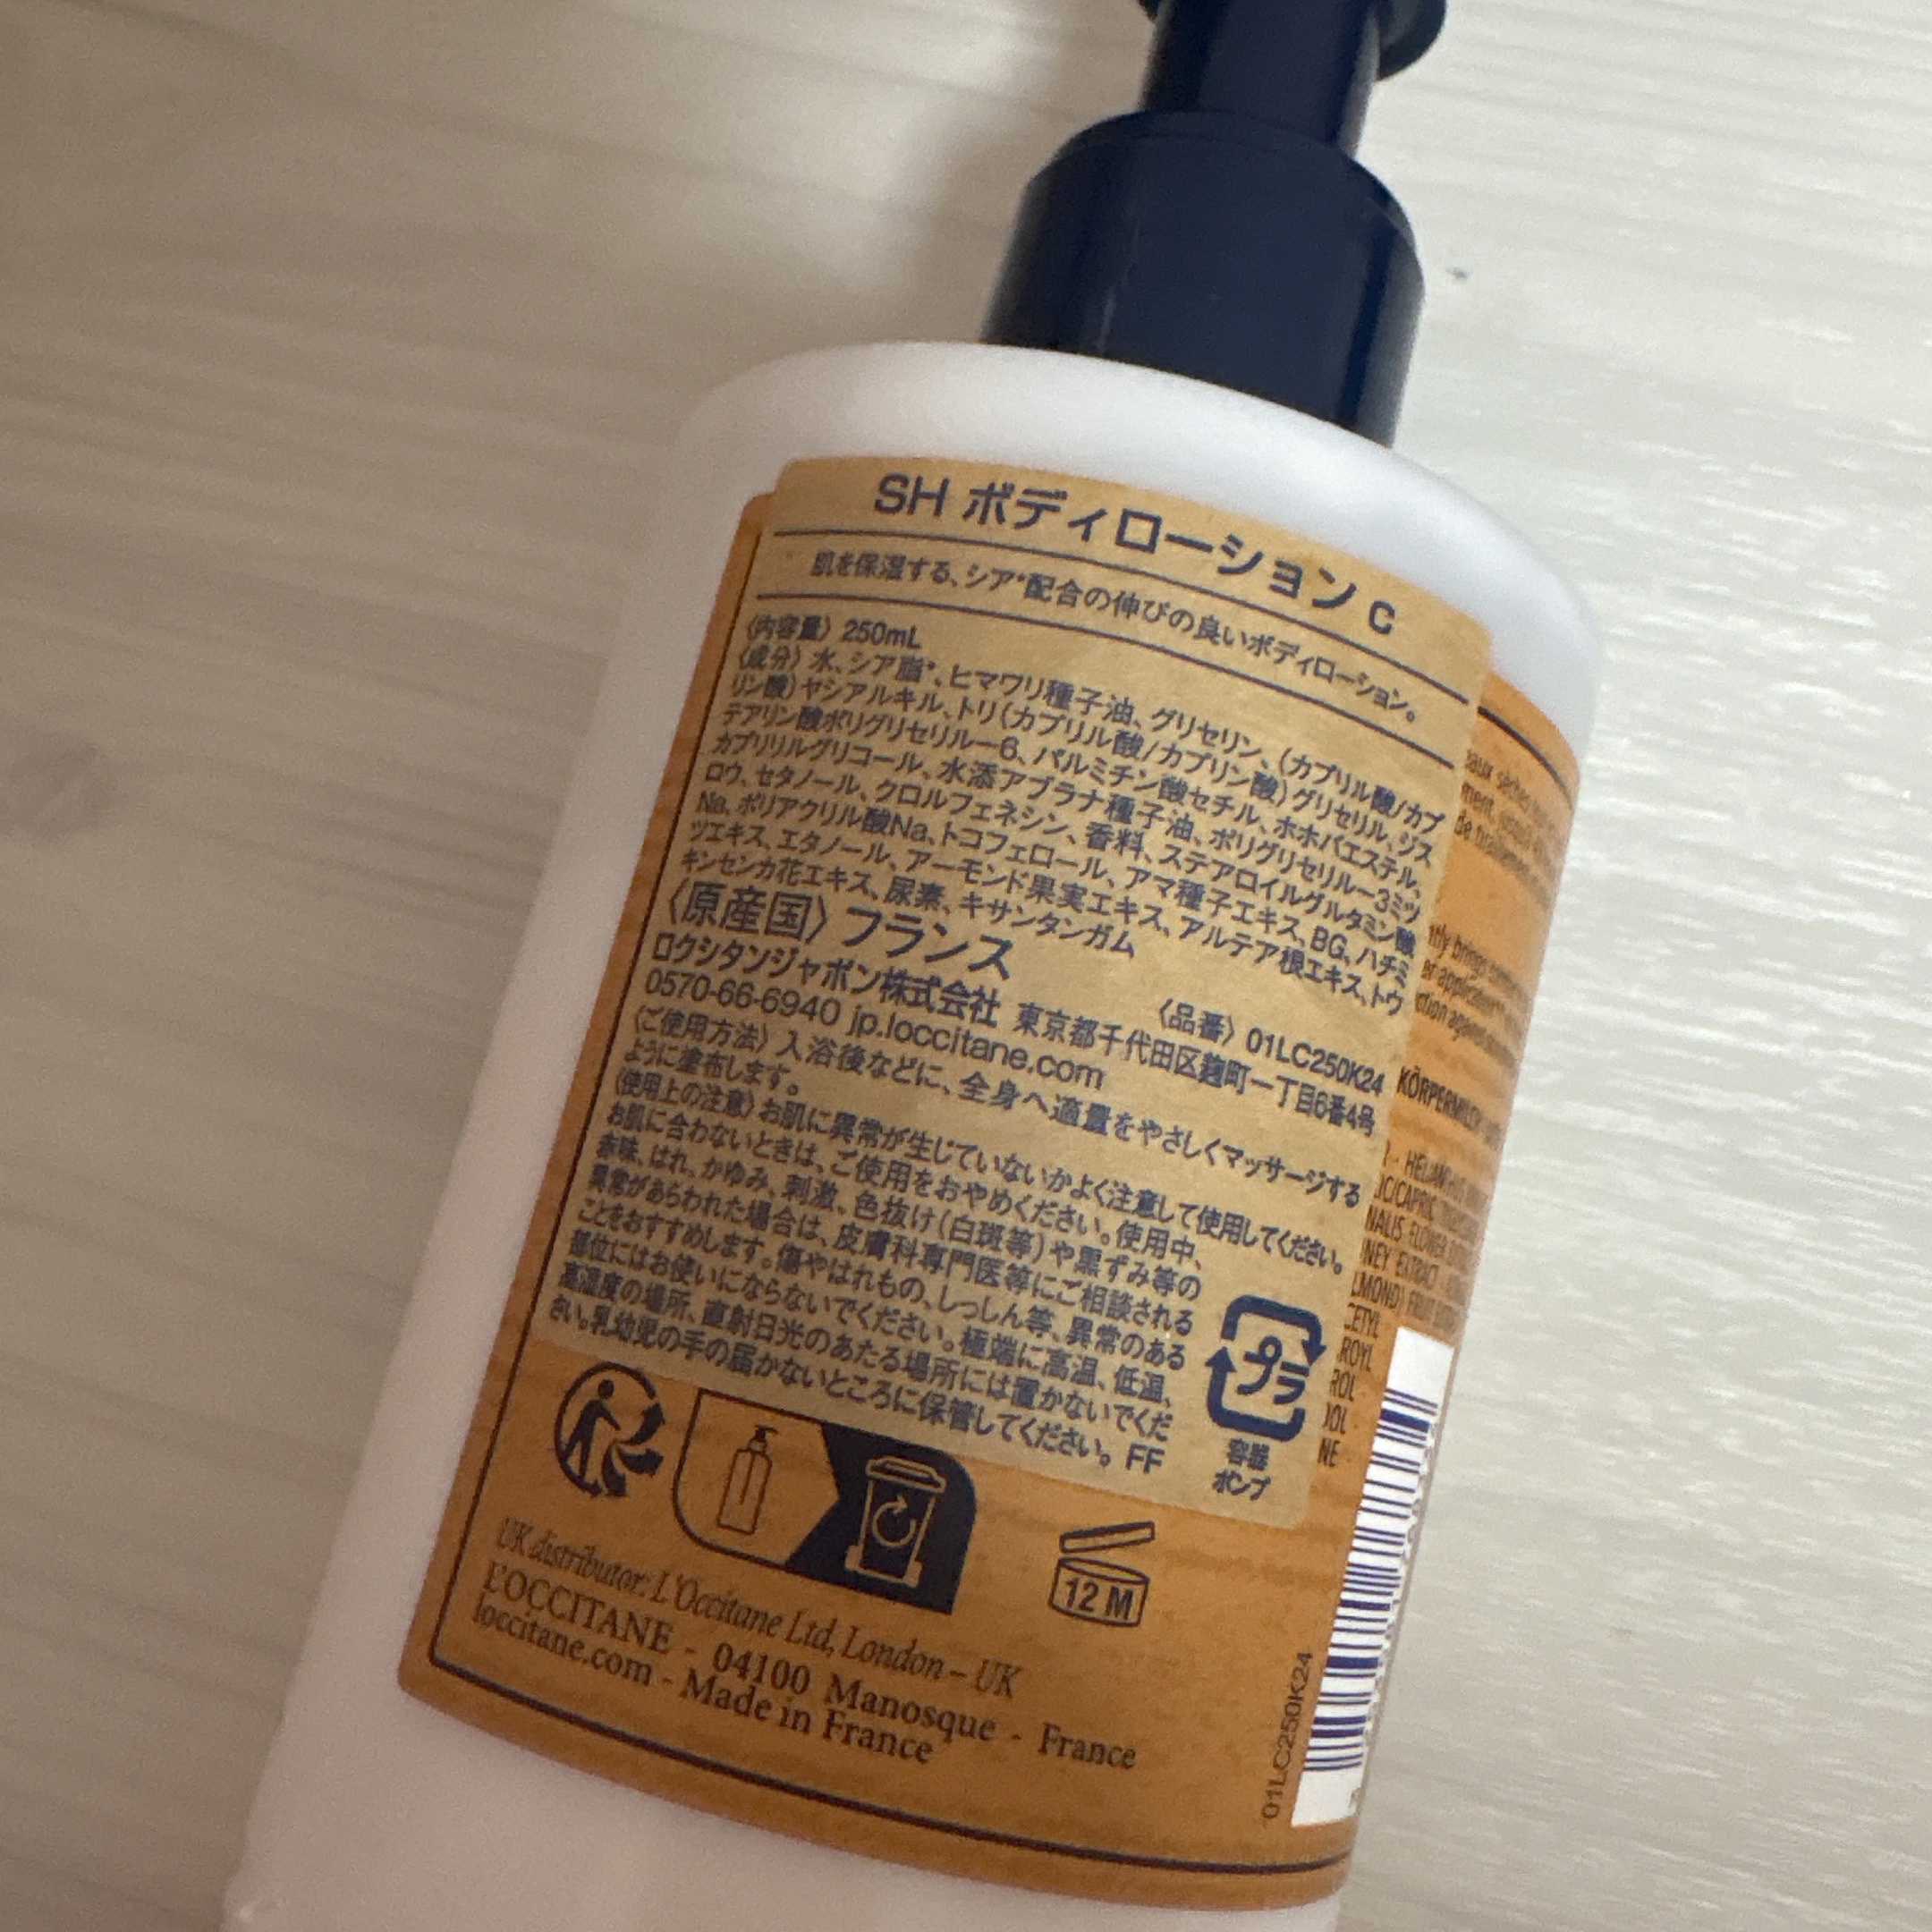 SH ボディローション C
肌を保湿する、シア*配合の伸びの良いボディローション。
〈内容量〉250mL
〈成分〉水、シア脂*、ヒマワリ種子油、グリセリン、(カプリル酸/カプ
リン酸)ヤシアルキル、トリ(カプリル酸/カプリン酸)グリセリル、ジス
テアリン酸ポリグリセリル－6、パルミチン酸セチル、ホホバエステル、
カプリリルグリコール、水添アブラナ種子油、ポリグリセリル－3ミツ
ロウ、セタノール、クロルフェネシン、香料、ステアロイルグルタミン酸
Na、ポリアクリル酸Na、トコフェロール、アマ種子エキス、BG、ハチミ
ツエキス、エタノール、アーモンド果実エキス、アルテア根エキス、トウ
キンセンカ花エキス、尿素、キサンタンガム
〈原産国〉フランス
〈品番〉01LC250K24
ロクシタンジャポン株式会社 東京都千代田区麹町一丁目6番4号
0570-66-6940 jp.loccitane.com
〈ご使用方法〉入浴後などに、全身へ適量をやさしくマッサージする
ように塗布します。
〈使用上の注意〉お肌に異常が生じていないかよく注意して使用してください。
お肌に合わないときは、ご使用をおやめください。使用中、
赤味、はれ、かゆみ、刺激、色抜け(白斑等)や黒ずみ等の
異常があらわれた場合は、皮膚科専門医等にご相談される
ことをおすすめします。傷やはれもの、しっしん等、異常のある
部位にはお使いにならないでください。極端に高温、低温、
高湿度の場所、直射日光のあたる場所には置かないでくだ
さい。乳幼児の手の届かないところに保管してください。FF
プラ
容器
ポンプ
12 M
UK distributor: L'Occitane Ltd, London – UK
L'OCCITANE - 04100 Manosque - France
loccitane.com - Made in France
01LC250K24
KÖRPERMILCH
CETYL